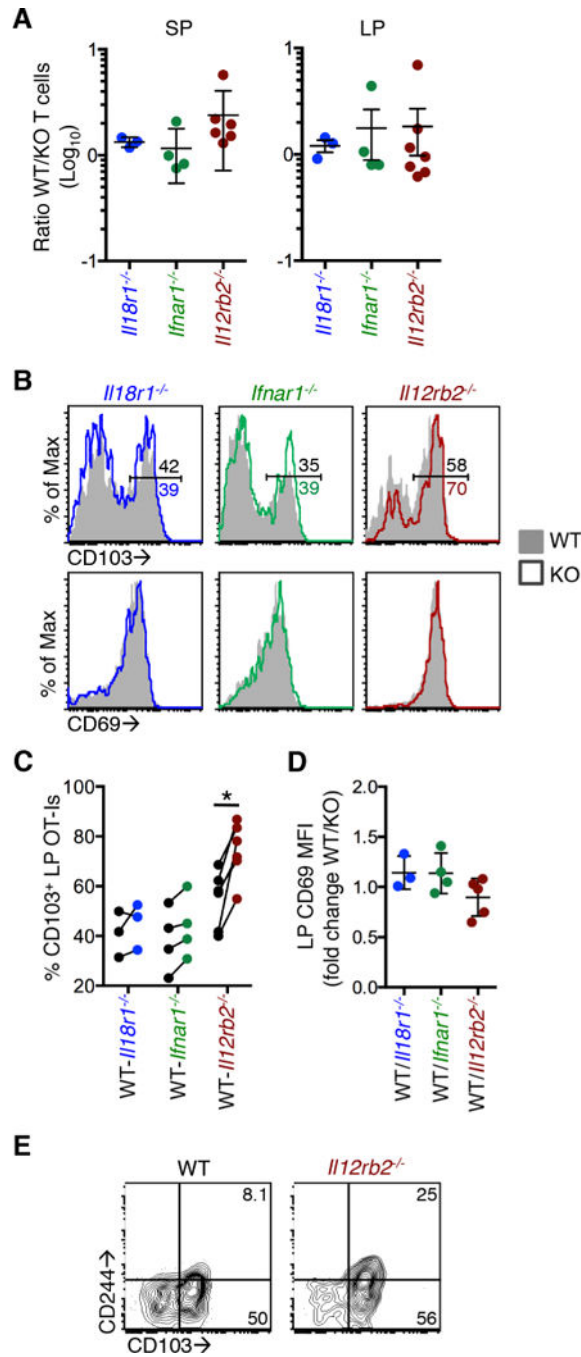 A
SP
LP
Ratio WT/KO T cells
(Log10)
1
0
-1
1
0
-1
Il18r1-/-
Ifnar1-/-
Il12rb2-/-
Il18r1-/-
Ifnar1-/-
Il12rb2-/-
B
Il18r1-/-
Ifnar1-/-
Il12rb2-/-
% of Max
42
39
35
39
58
70
CD103→
WT
KO
% of Max
CD69→
C
% CD103+ LP OT-Is
100
80
60
40
20
*
WT-Il18r1-/-
WT-Ifnar1-/-
WT-Il12rb2-/-
D
LP CD69 MFI
(fold change WT/KO)
2.0
1.5
1.0
0.5
0.0
WT/Il18r1-/-
WT/Ifnar1-/-
WT/Il12rb2-/-
E
WT
Il12rb2-/-
CD244→
8.1
50
25
56
CD103→